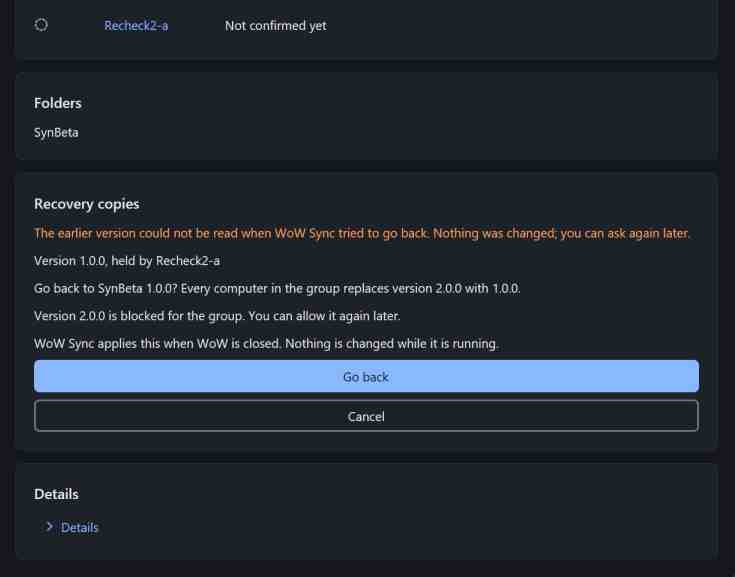 Recheck2-a Not confirmed yet
Folders
SynBeta
Recovery copies
The earlier version could not be read when WoW Sync tried to go back. Nothing was changed; you can ask again later.
Version 1.0.0, held by Recheck2-a
Go back to SynBeta 1.0.0? Every computer in the group replaces version 2.0.0 with 1.0.0.
Version 2.0.0 is blocked for the group. You can allow it again later.
WoW Sync applies this when WoW is closed. Nothing is changed while it is running.
Go back
Cancel
Details
Details